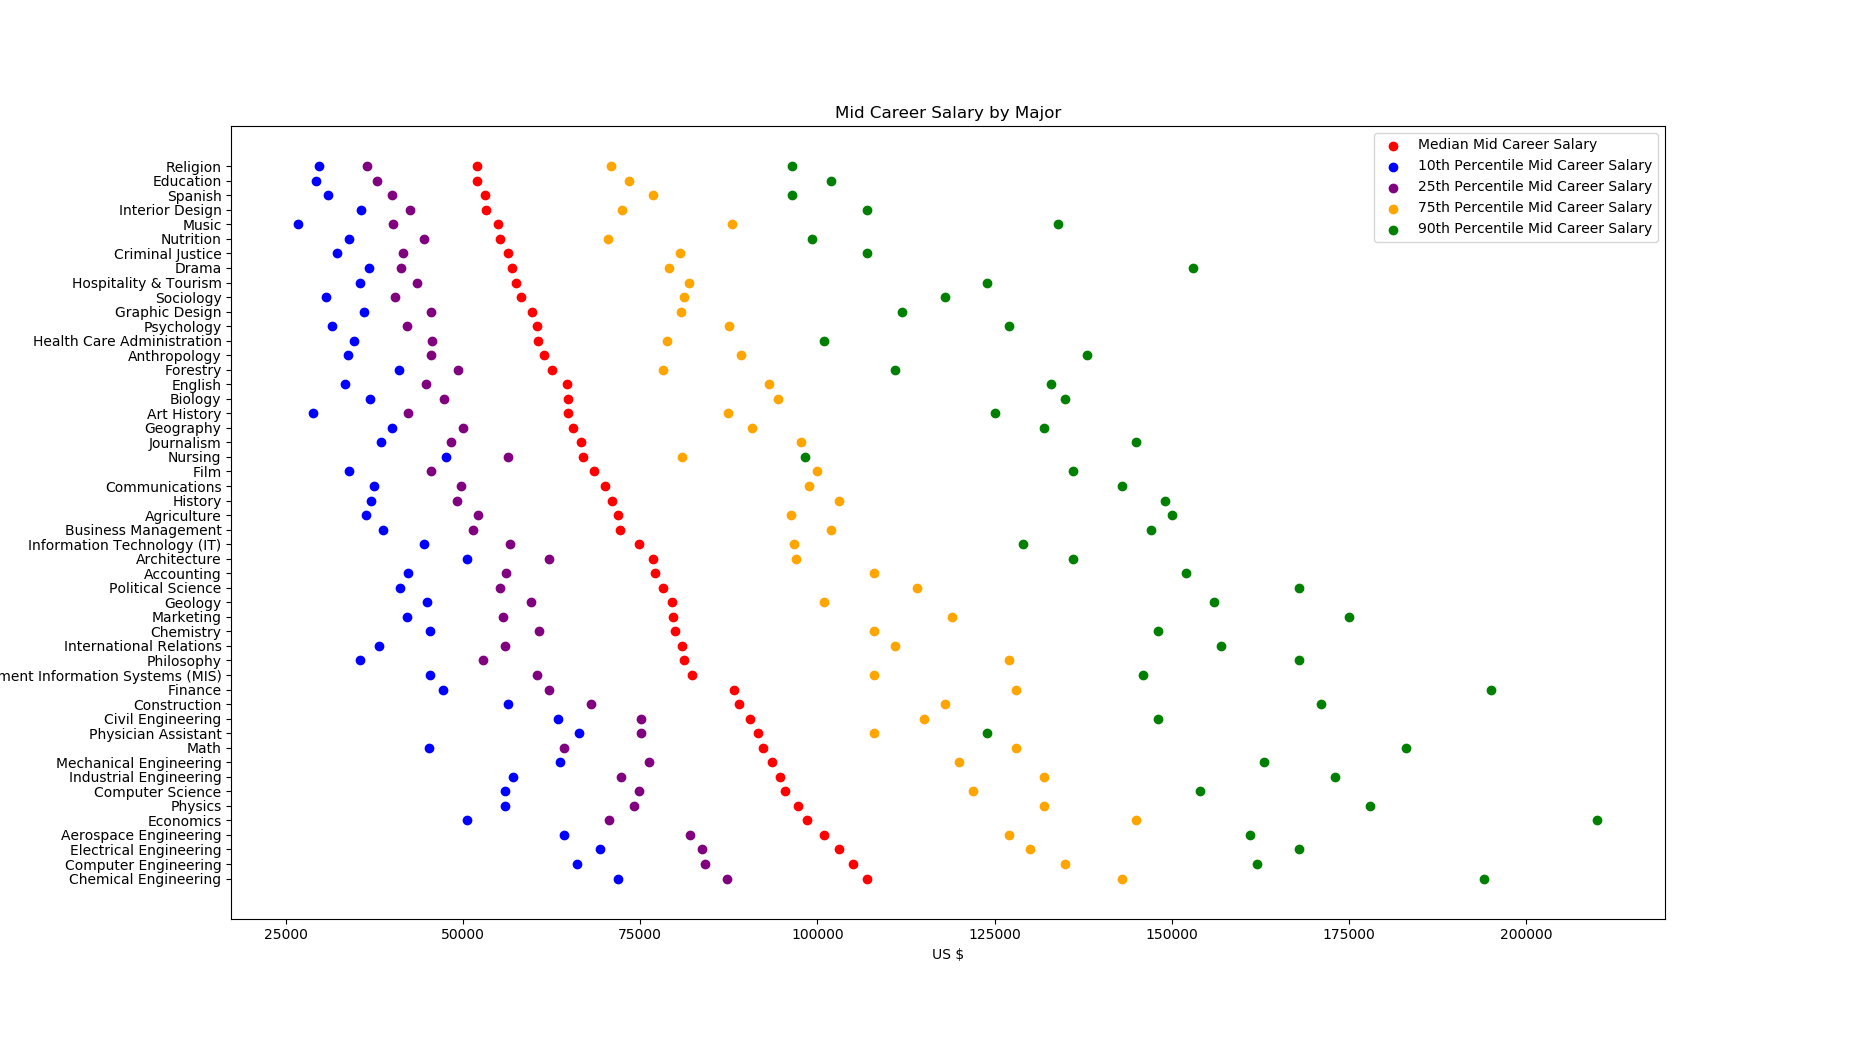 Mid Career Salary by Major
Median Mid Career Salary
10th Percentile Mid Career Salary
25th Percentile Mid Career Salary
75th Percentile Mid Career Salary
90th Percentile Mid Career Salary
Religion
Education
Spanish
Interior Design
Music
Nutrition
Criminal Justice
Drama
Hospitality & Tourism
Sociology
Graphic Design
Psychology
Health Care Administration
Anthropology
Forestry
English
Biology
Art History
Geography
Journalism
Nursing
Film
Communications
History
Agriculture
Business Management
Information Technology (IT)
Architecture
Accounting
Political Science
Geology
Marketing
Chemistry
International Relations
Philosophy
ment Information Systems (MIS)
Finance
Construction
Civil Engineering
Physician Assistant
Math
Mechanical Engineering
Industrial Engineering
Computer Science
Physics
Economics
Aerospace Engineering
Electrical Engineering
Computer Engineering
Chemical Engineering
25000 50000 75000 100000 125000 150000 175000 200000
US $